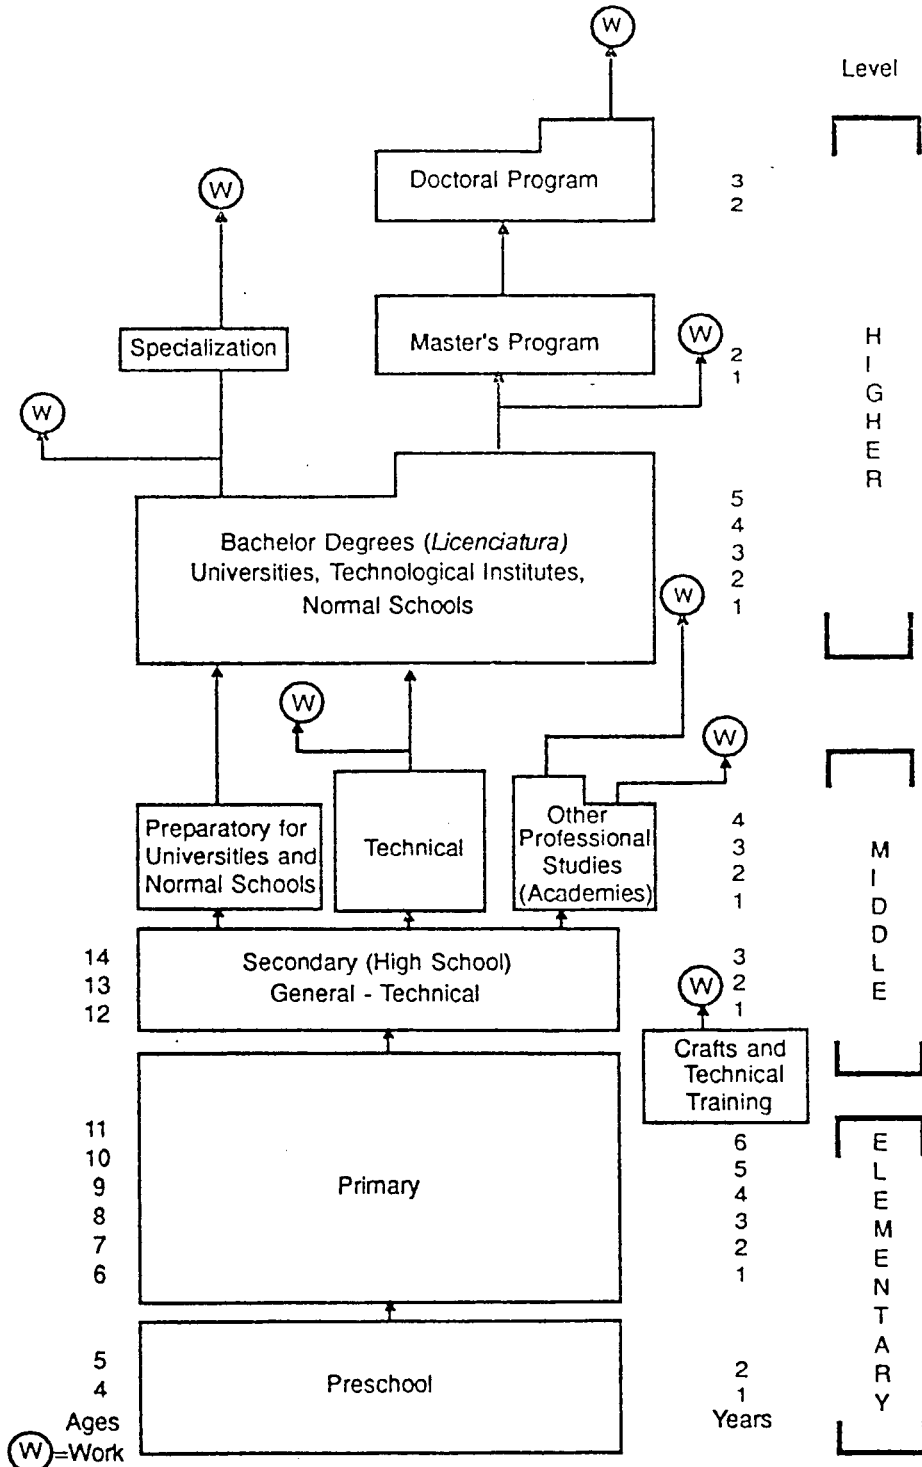 W
Level
Doctoral Program
3
2
W
Specialization
Master's Program
W
2
1
W
H
I
G
H
E
R
Bachelor Degrees (Licenciatura)
Universities, Technological Institutes,
Normal Schools
5
4
3
2
1
W
W
W
Preparatory for
Universities and
Normal Schools
Technical
Other
Professional
Studies
(Academies)
4
3
2
1
M
I
D
D
L
E
14
13
12
Secondary (High School)
General - Technical
3
2
1
W
Crafts and
Technical
Training
11
10
9
8
7
6
Primary
6
5
4
3
2
1
E
L
E
M
E
N
T
A
R
Y
5
4
Preschool
2
1
Ages
Years
W=Work